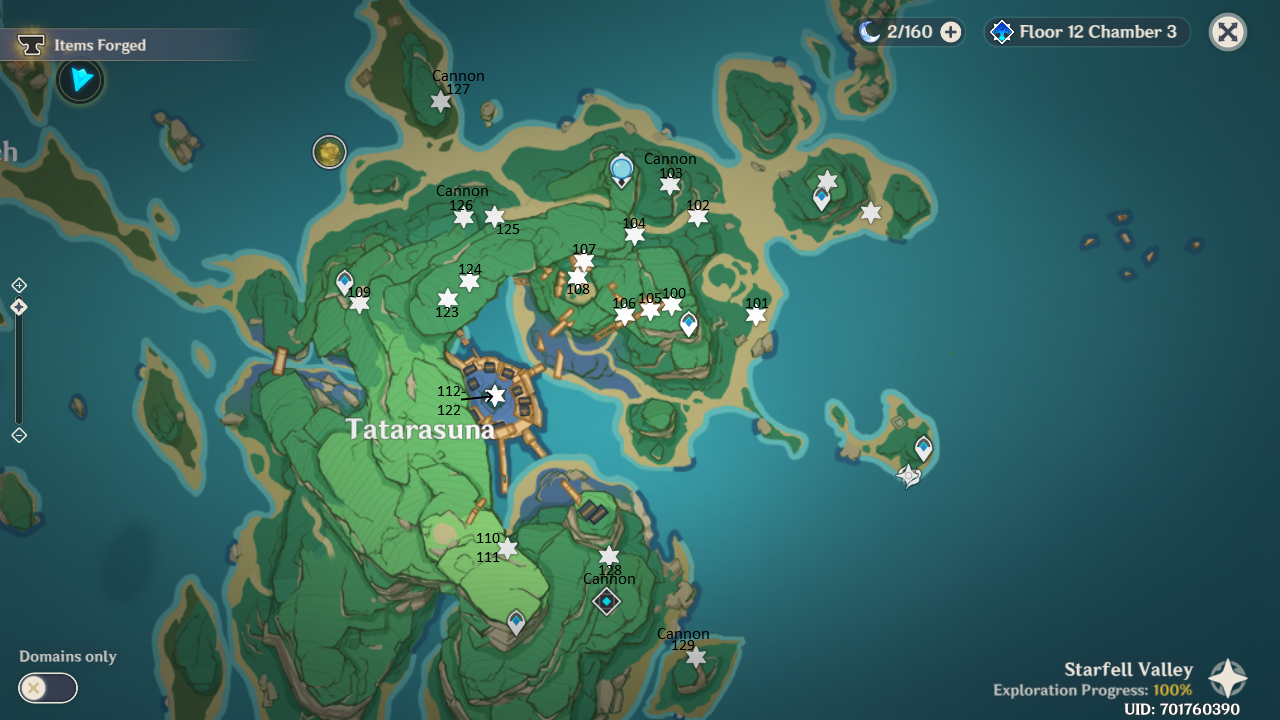 Items Forged
2/160
Floor 12 Chamber 3
Cannon
127
eh
Cannon
103
Cannon
126
125
102
104
107
108
124
123
109
106
105
100
101
112-
122
Tatarasuna
110
111
128
Cannon
Cannon
129
Domains only
Starfell Valley
Exploration Progress: 100%
UID: 701760390